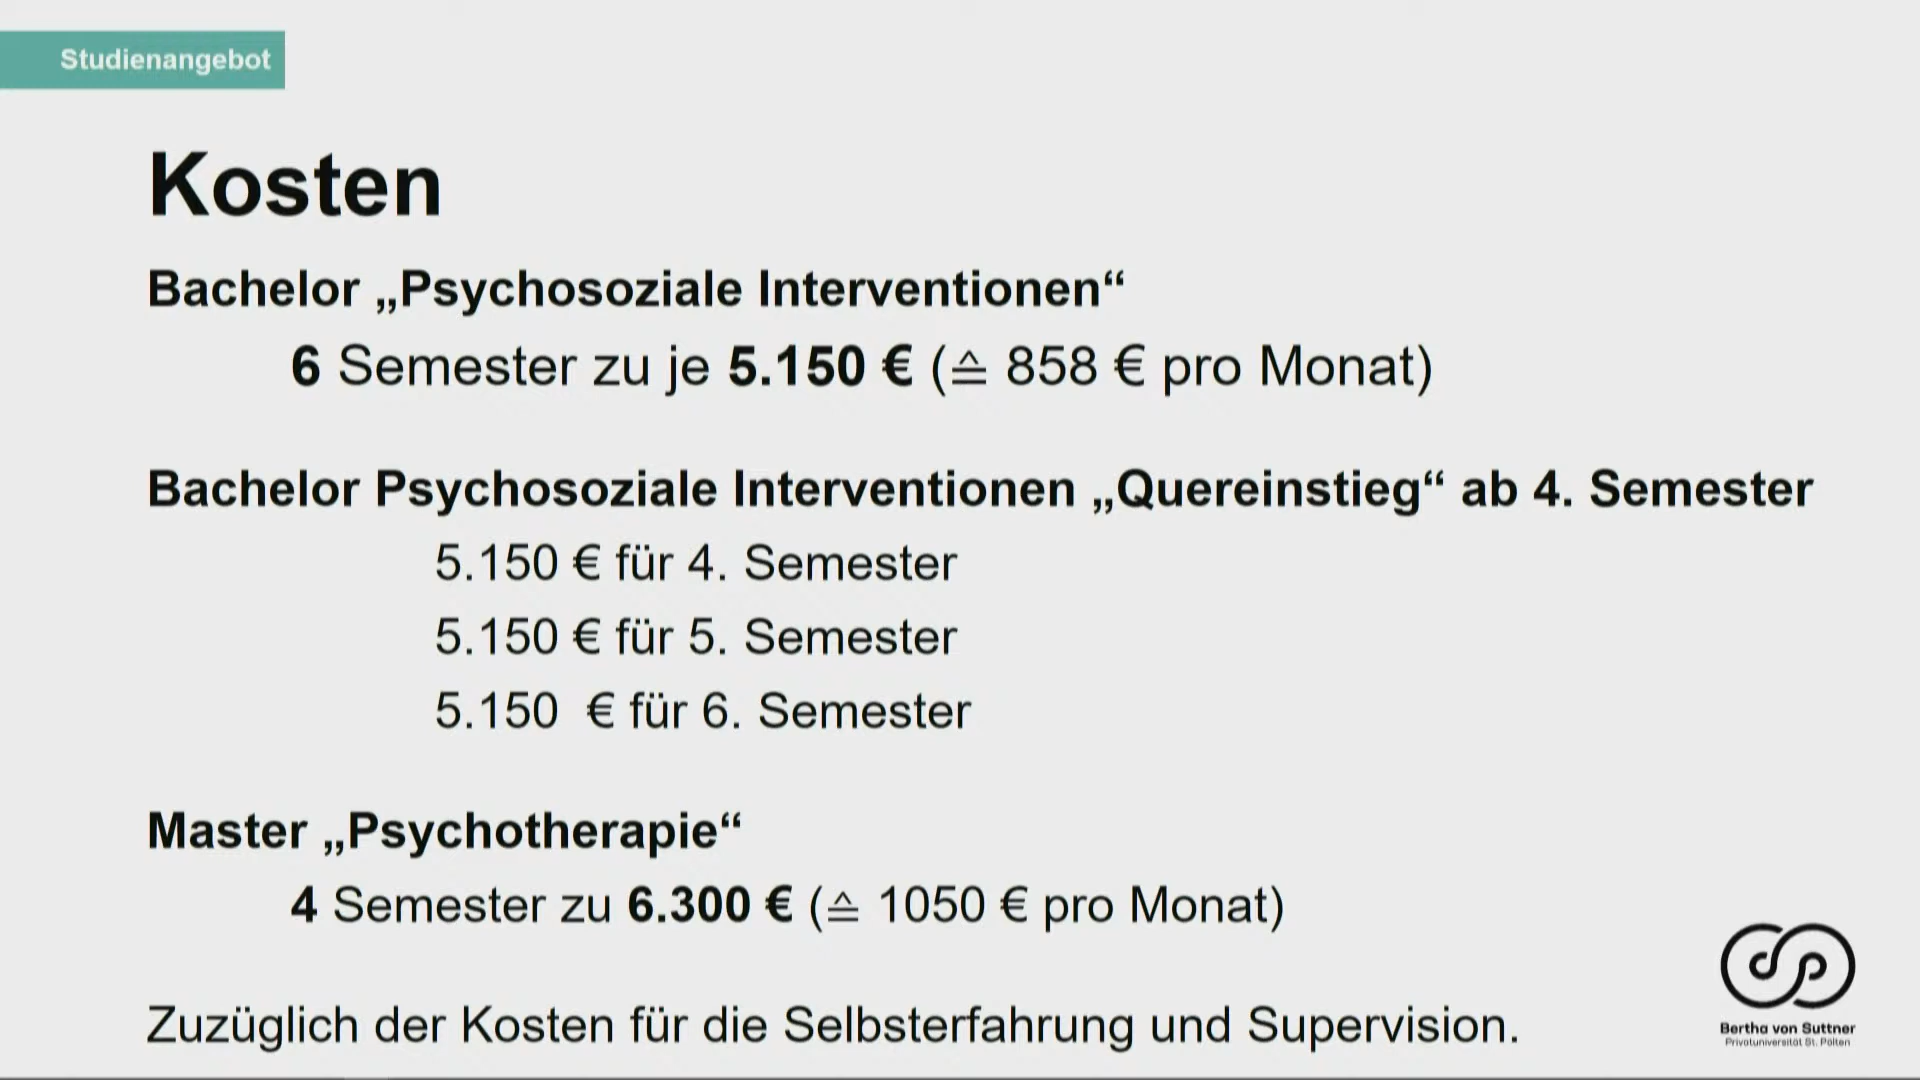 Studienangebot
Kosten
Bachelor „Psychosoziale Interventionen“
6 Semester zu je 5.150 € (≙ 858 € pro Monat)
Bachelor Psychosoziale Interventionen „Quereinstieg“ ab 4. Semester
5.150 € für 4. Semester
5.150 € für 5. Semester
5.150  € für 6. Semester
Master „Psychotherapie“
4 Semester zu 6.300 € (≙ 1050 € pro Monat)
Zuzüglich der Kosten für die Selbsterfahrung und Supervision.
Bertha von Suttner
Privatuniversität St. Pölten